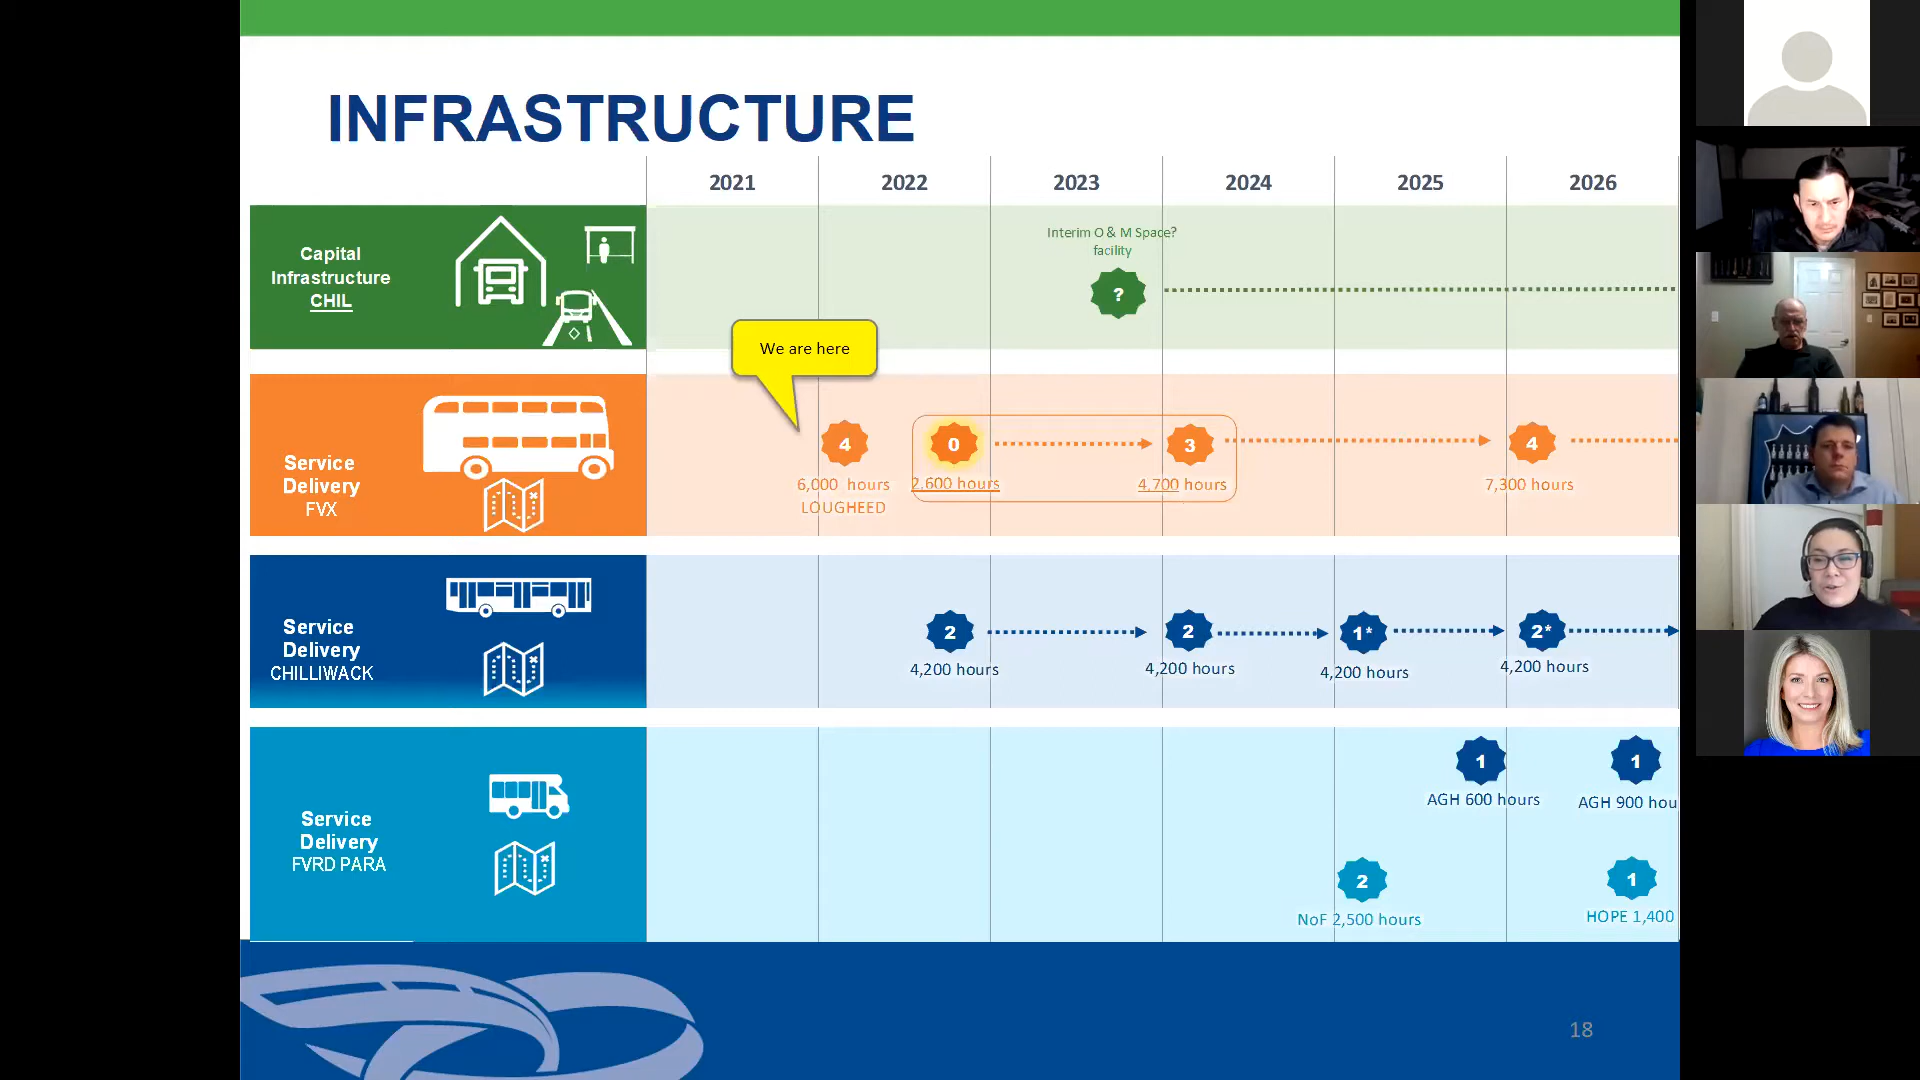 INFRASTRUCTURE
2021 2022 2023 2024 2025 2026
Capital
Infrastructure
CHIL
Interim O & M Space?
facility
?
We are here
Service
Delivery
FVX
4
6,000 hours
LOUGHEED
0
2,600 hours
3
4,700 hours
4
7,300 hours
Service
Delivery
CHILLIWACK
2
4,200 hours
2
4,200 hours
1*
4,200 hours
2*
4,200 hours
Service
Delivery
FVRD PARA
1
AGH 600 hours
1
AGH 900 hou
2
NoF 2,500 hours
1
HOPE 1,400
18